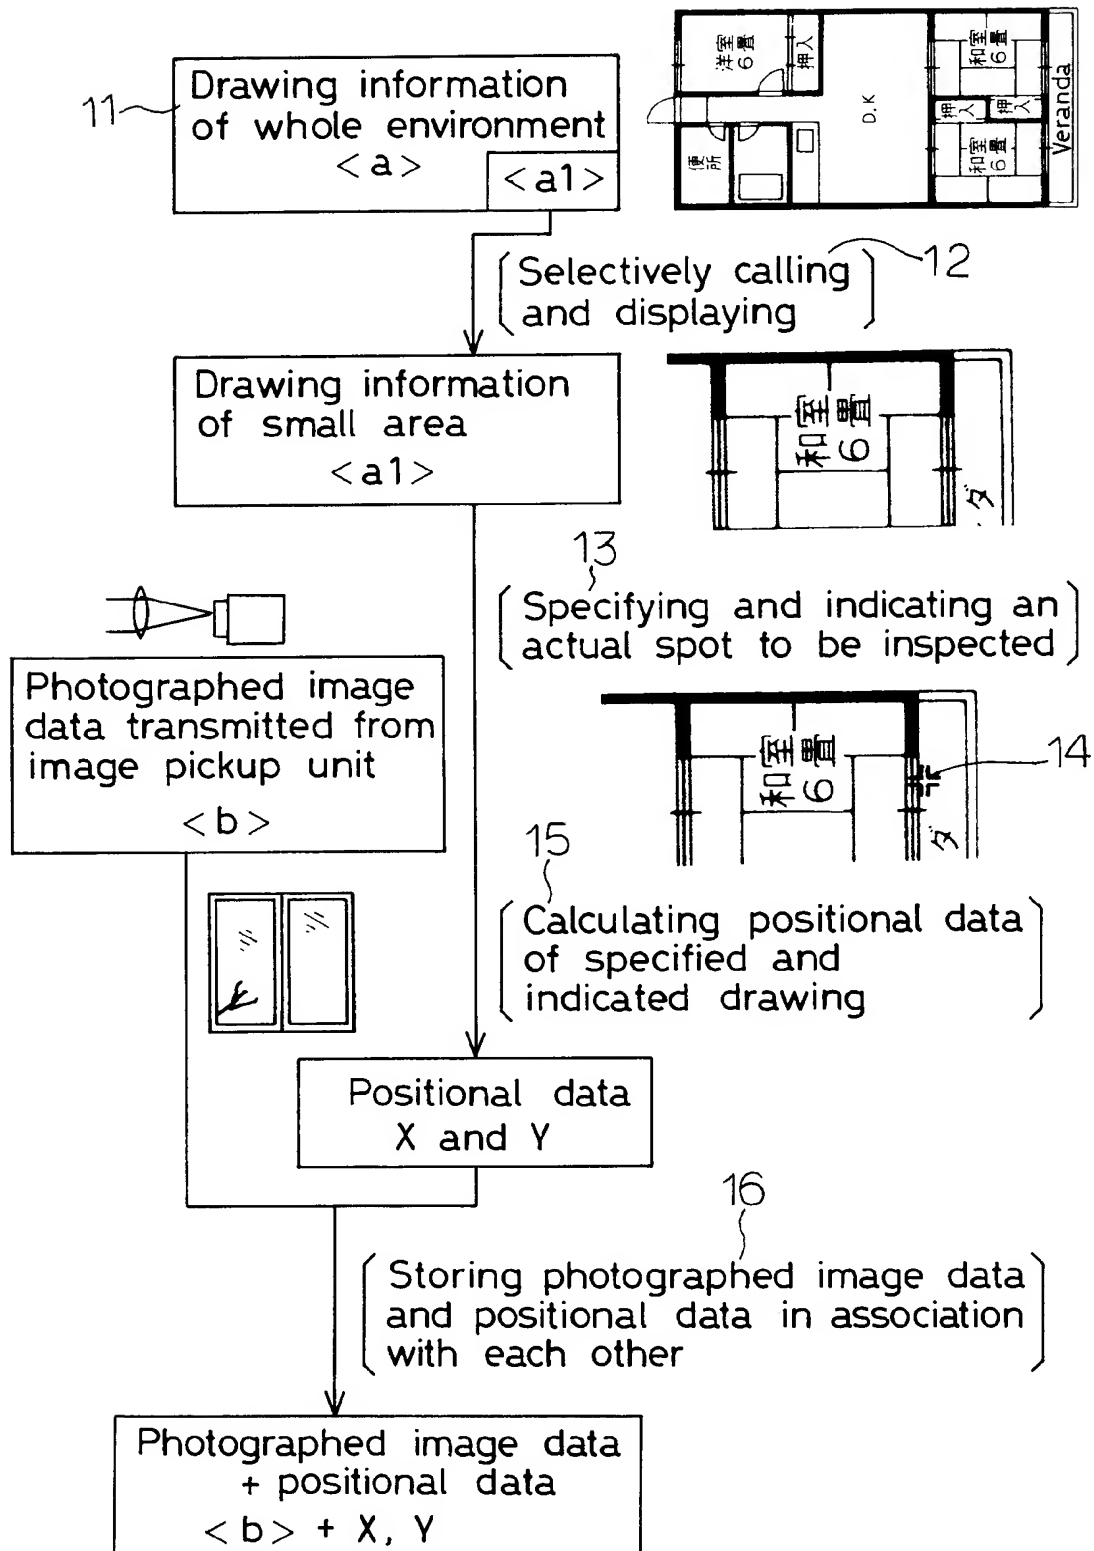 11
Drawing information
of whole environment
<a>
<a1>
洋室
6畳
押入
便所
D.K
和室
6畳
押入
押入
和室
6畳
Veranda
12
Selectively calling
and displaying
Drawing information
of small area
<a1>
和室
6畳
ダ
13
Specifying and indicating an
actual spot to be inspected
Photographed image
data transmitted from
image pickup unit
<b>
和室
6畳
ダ
14
15
Calculating positional data
of specified and
indicated drawing
Positional data
X and Y
16
Storing photographed image data
and positional data in association
with each other
Photographed image data
+ positional data
<b> + X, Y